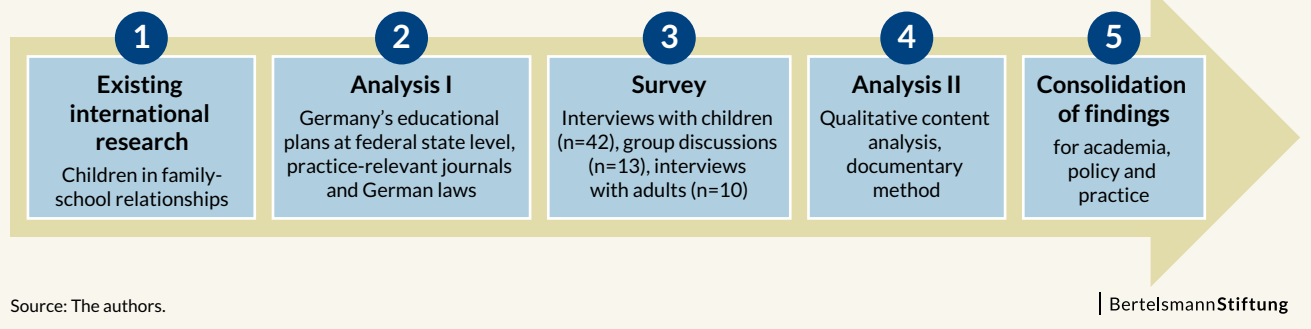 1
Existing
international
research
Children in family-
school relationships
2
Analysis I
Germany's educational
plans at federal state level,
practice-relevant journals
and German laws
3
Survey
Interviews with children
(n=42), group discussions
(n=13), interviews
with adults (n=10)
4
Analysis II
Qualitative content
analysis,
documentary
method
5
Consolidation
of findings
for academia,
policy and
practice
Source: The authors.
BertelsmannStiftung